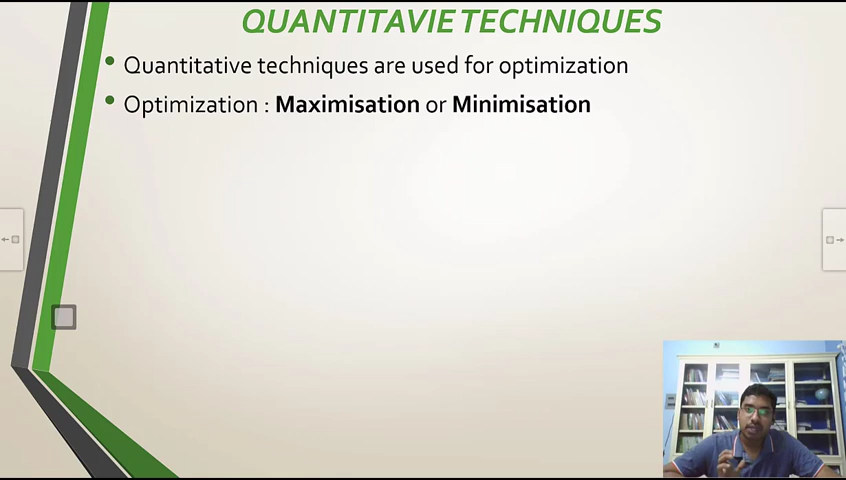 QUANTITAVIE TECHNIQUES
Quantitative techniques are used for optimization
Optimization : Maximisation or Minimisation